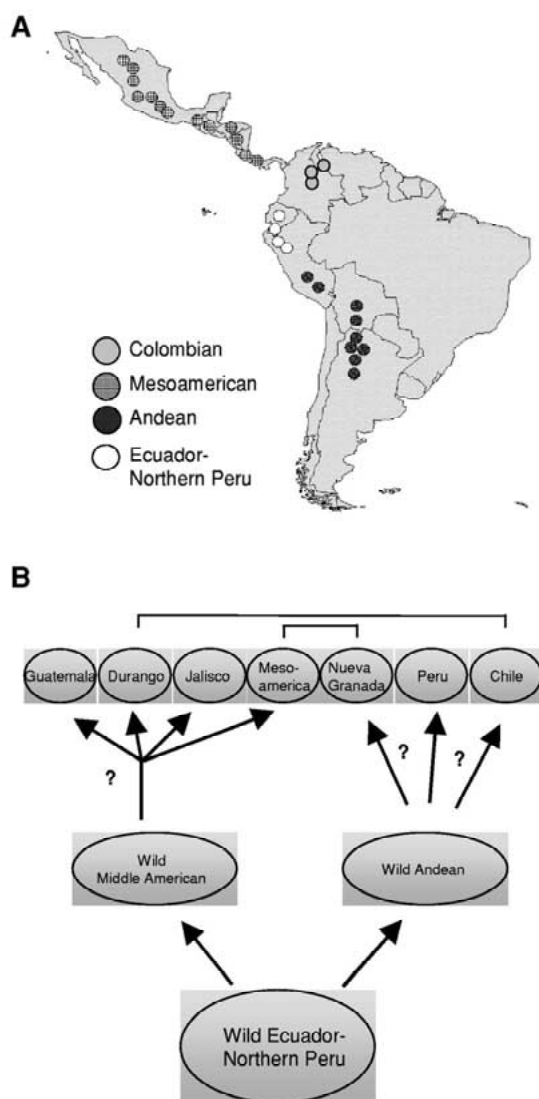 A
Colombian
Mesoamerican
Andean
Ecuador-
Northern Peru
B
Guatemala
Durango
Jalisco
Meso-
america
Nueva
Granada
Peru
Chile
?
?
?
Wild
Middle American
Wild Andean
Wild Ecuador-
Northern Peru